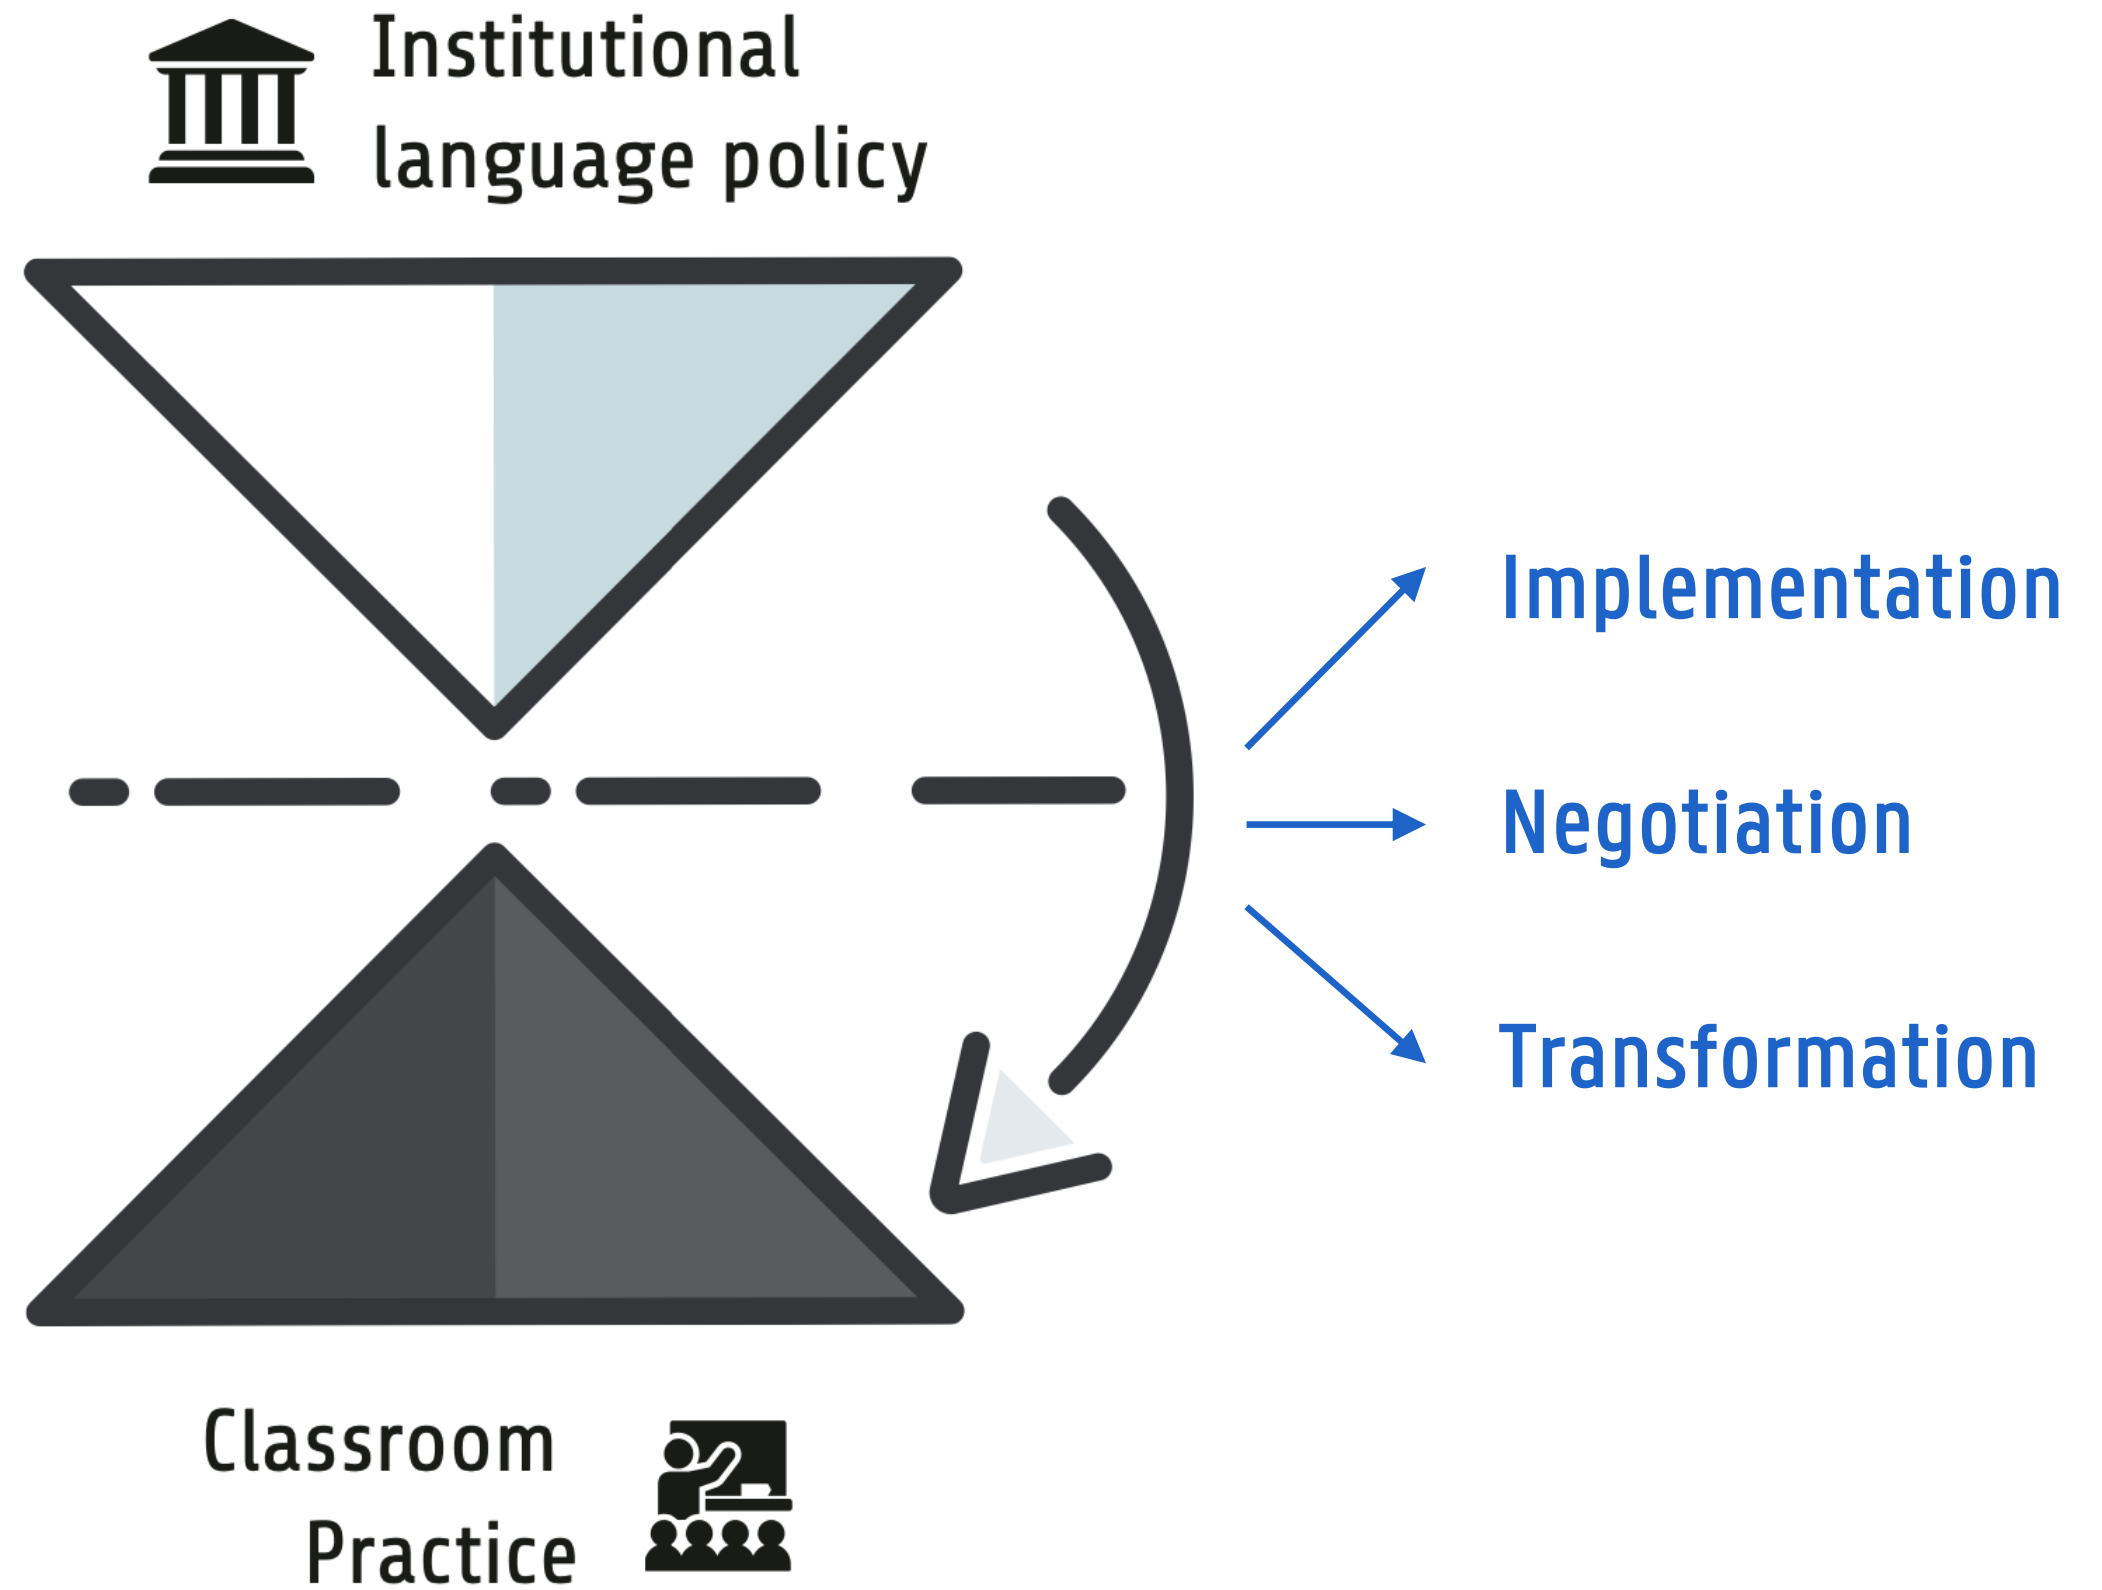 Institutional
language policy
Implementation
Negotiation
Transformation
Classroom
Practice